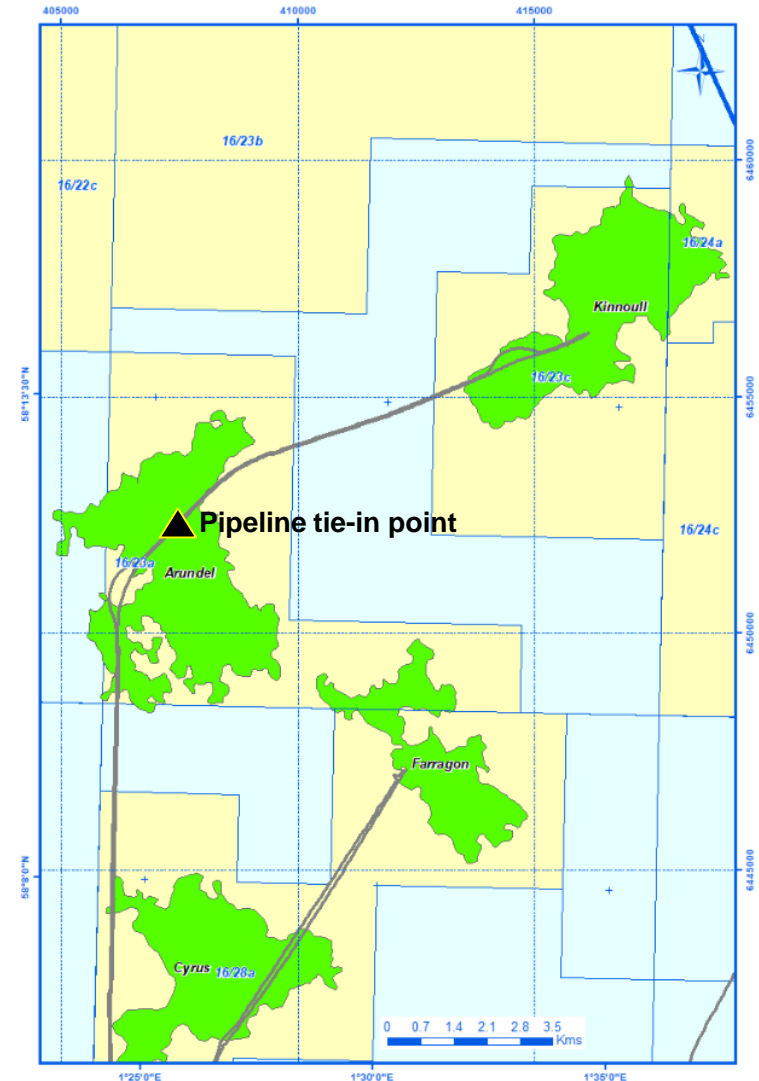 405000 410000 415000
N
16/23b
6460000
16/22c
16/24a
Kinnoull
16/23c
6455000
58°13'30"N
Pipeline tie-in point
16/24c
16/23a
Arundel
6450000
Farragon
58°8'0"N
6445000
Cyrus 16/28a
0 0.7 1.4 2.1 2.8 3.5
Kms
1°25'0"E 1°30'0"E 1°35'0"E